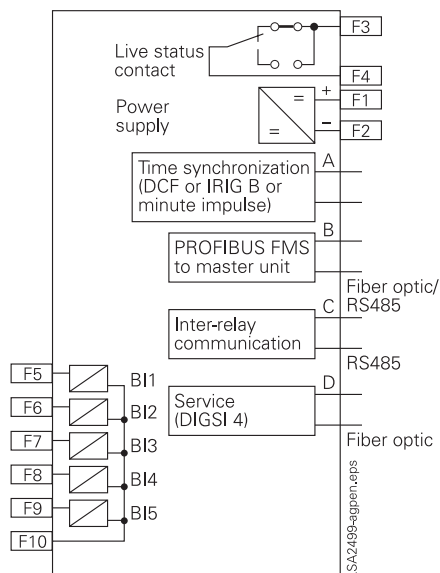 Live status
contact
F3
F4
Power
supply
=
=
+
−
F1
F2
Time synchronization
(DCF or IRIG B or
minute impulse)
A
PROFIBUS FMS
to master unit
B
Fiber optic/
RS485
Inter-relay
communication
C
RS485
Service
(DIGSI 4)
D
Fiber optic
F5
BI1
F6
BI2
F7
BI3
F8
BI4
F9
BI5
F10
LSA2499-agpen.eps